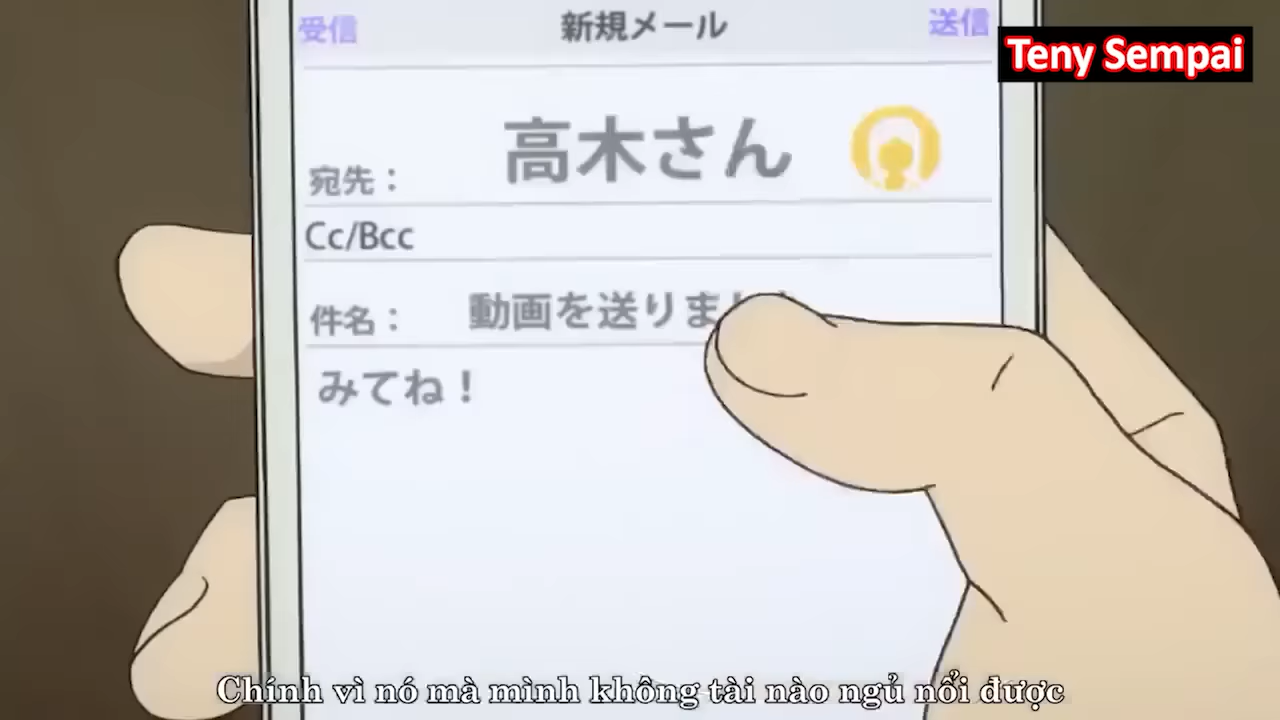 受信 新規メール 送信
Teny Sempai
宛先： 高木さん
Cc/Bcc
件名： 動画を送りま
みてね！
Chính vì nó mà mình không tài nào ngủ nổi được